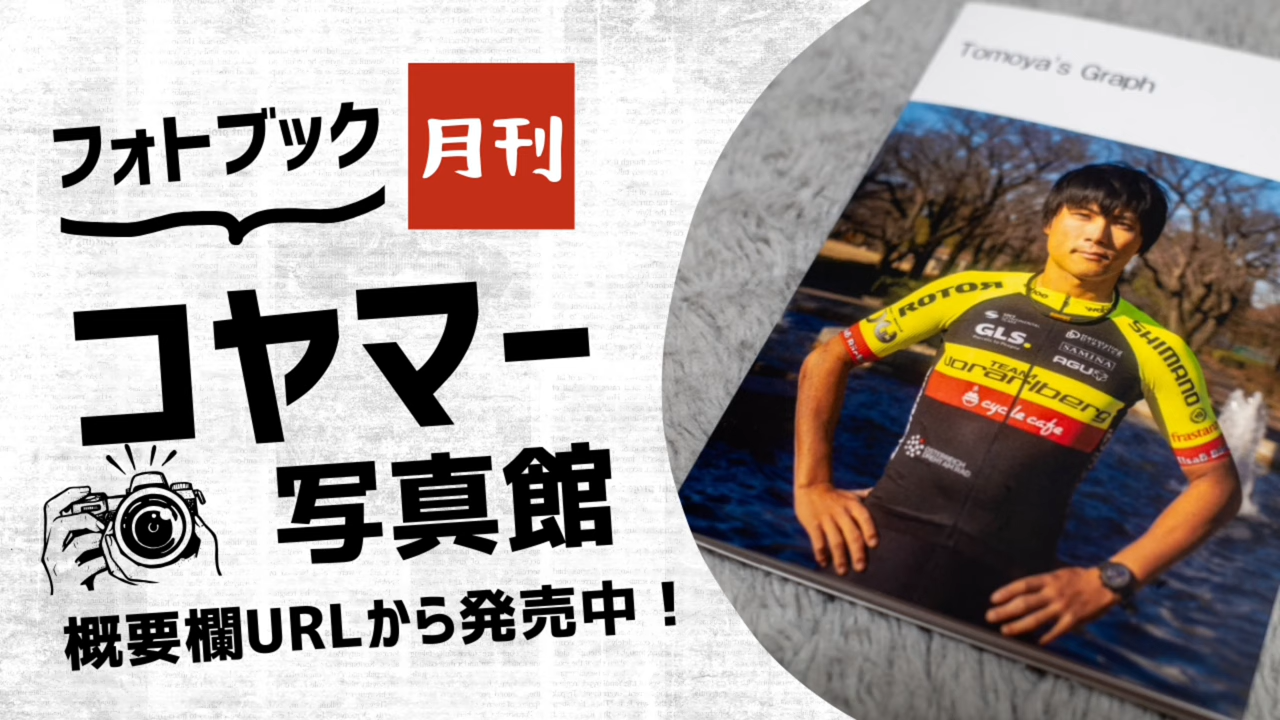 フォトブック
月刊
コヤマー
写真館
概要欄URLから発売中！
Tomoya's Graph
ROTOR
SHIMANO
GLS.
SAMINA
AGU
TEAM
Vorarlberg
cycle cafe
frastanz